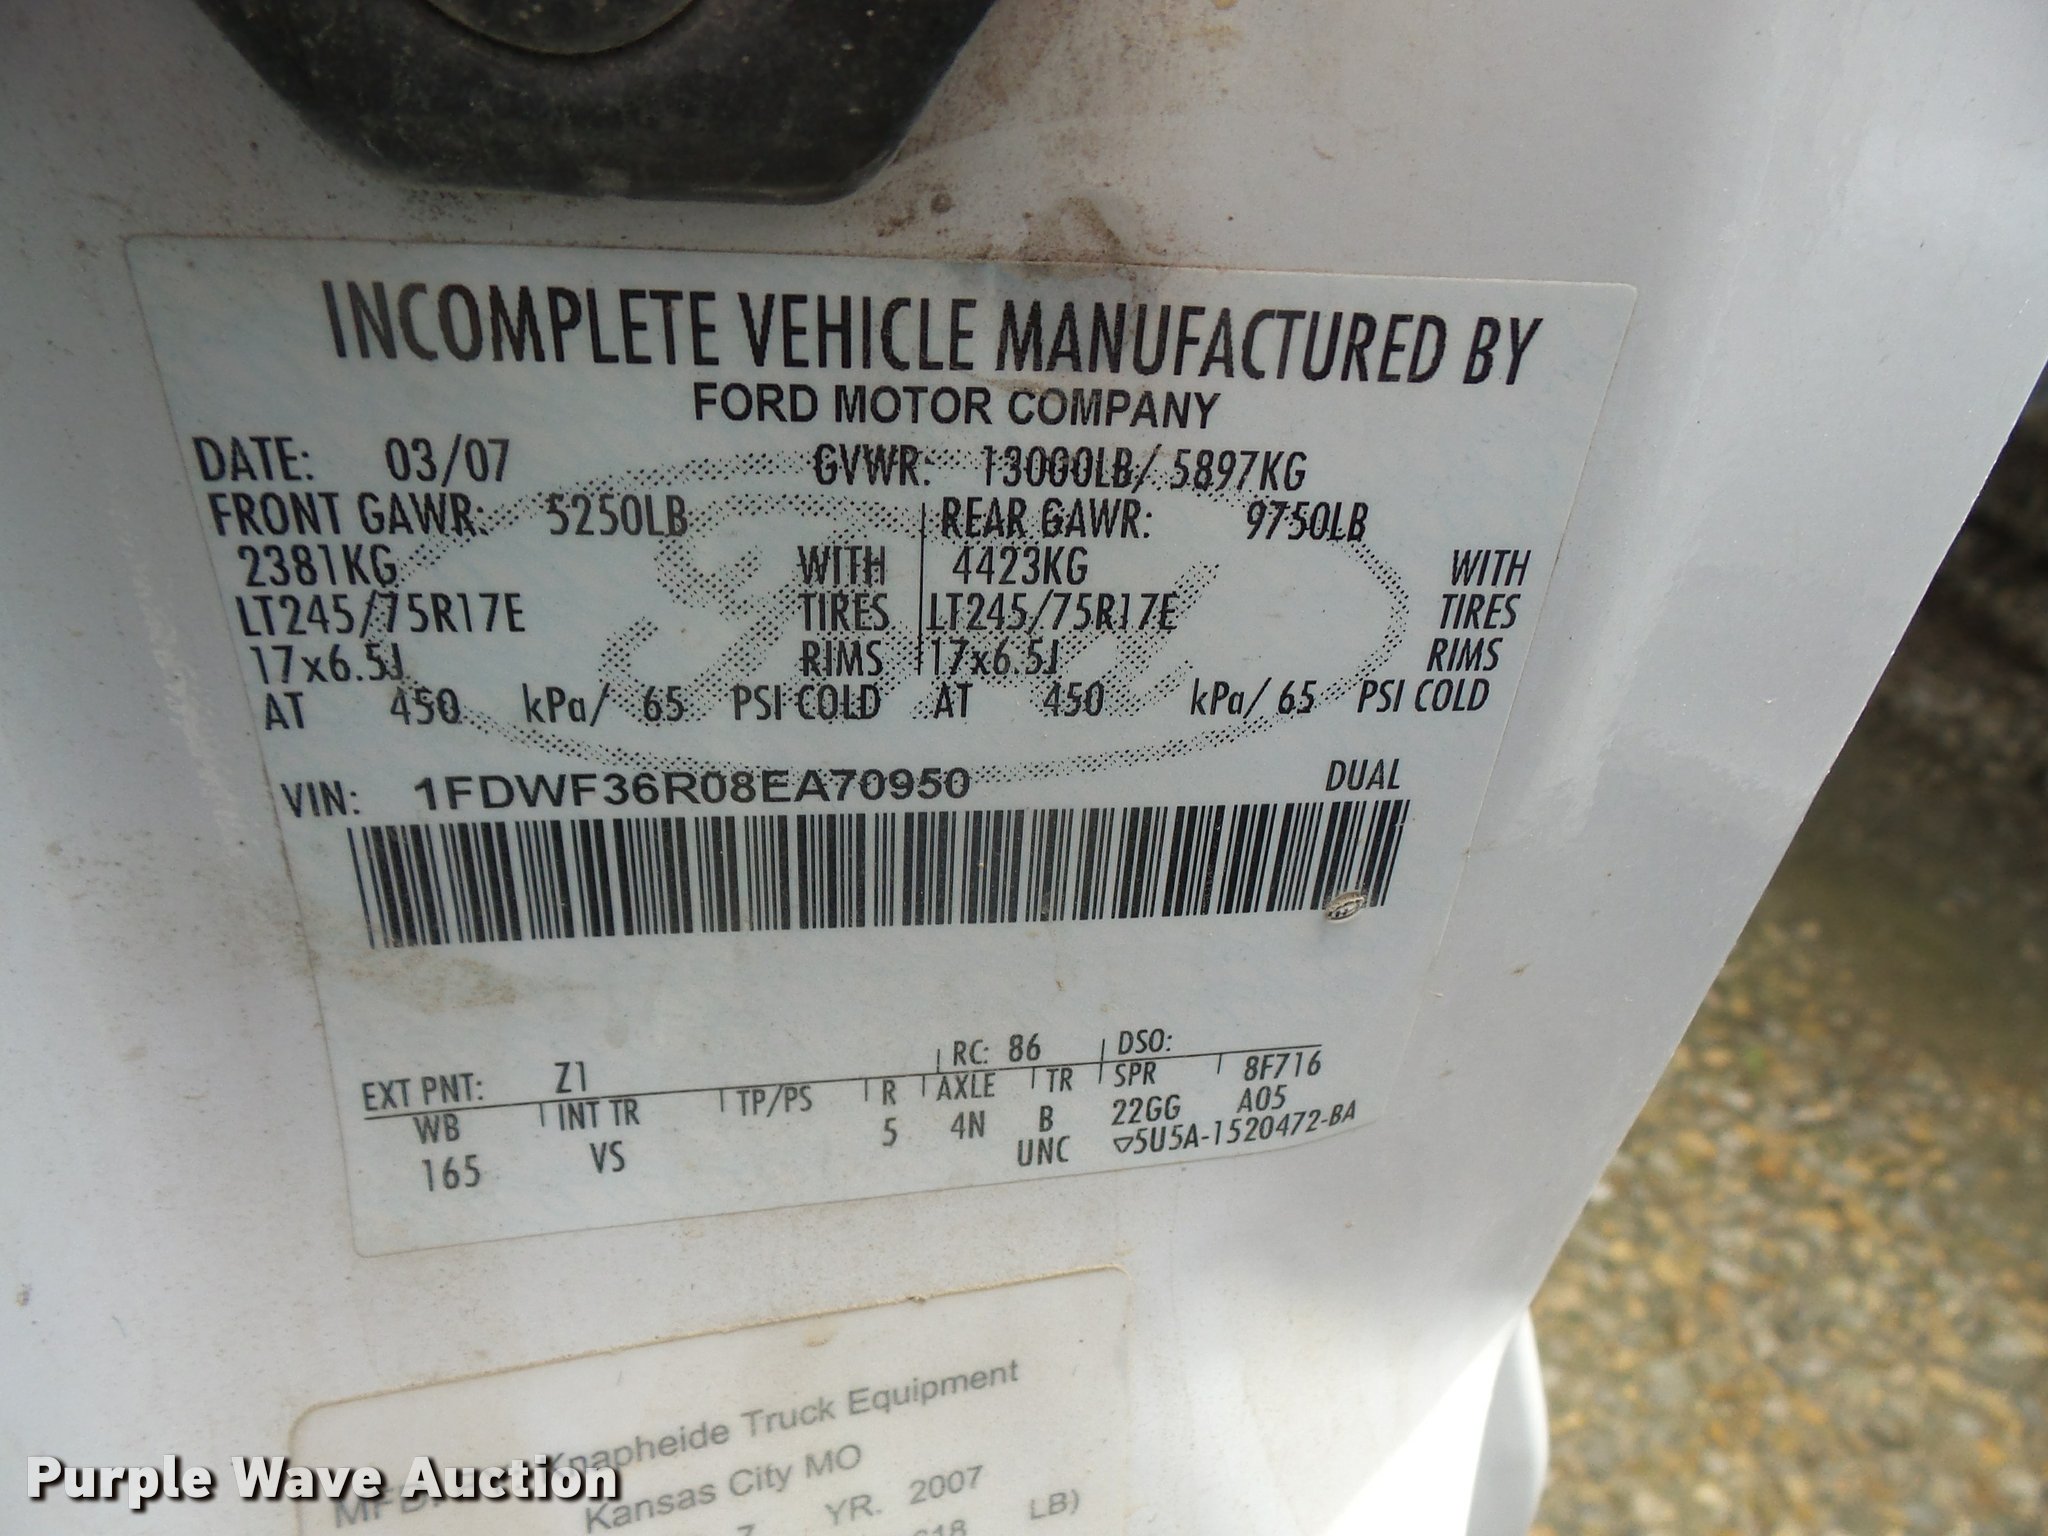 INCOMPLETE VEHICLE MANUFACTURED BY
FORD MOTOR COMPANY
DATE: 03/07 GVWR: 13000LB/ 5897KG
FRONT GAWR: 5250LB REAR GAWR: 9750LB
2381KG WITH 4423KG WITH
LT245/75R17E TIRES LT245/75R17E TIRES
17x6.5J RIMS 17x6.5J RIMS
AT 450 kPa/ 65 PSI COLD AT 450 kPa/ 65 PSI COLD
VIN: 1FDWF36R08EA70950 DUAL
EXT PNT: Z1 RC: 86 DSO:
WB INT TR TP/PS R AXLE TR SPR 8F716
165 VS 5 4N B 22GG A05
UNC ▽5U5A-1520472-BA
Knapheide Truck Equipment
Kansas City MO
7 YR. 2007
LB)
Purple Wave Auction